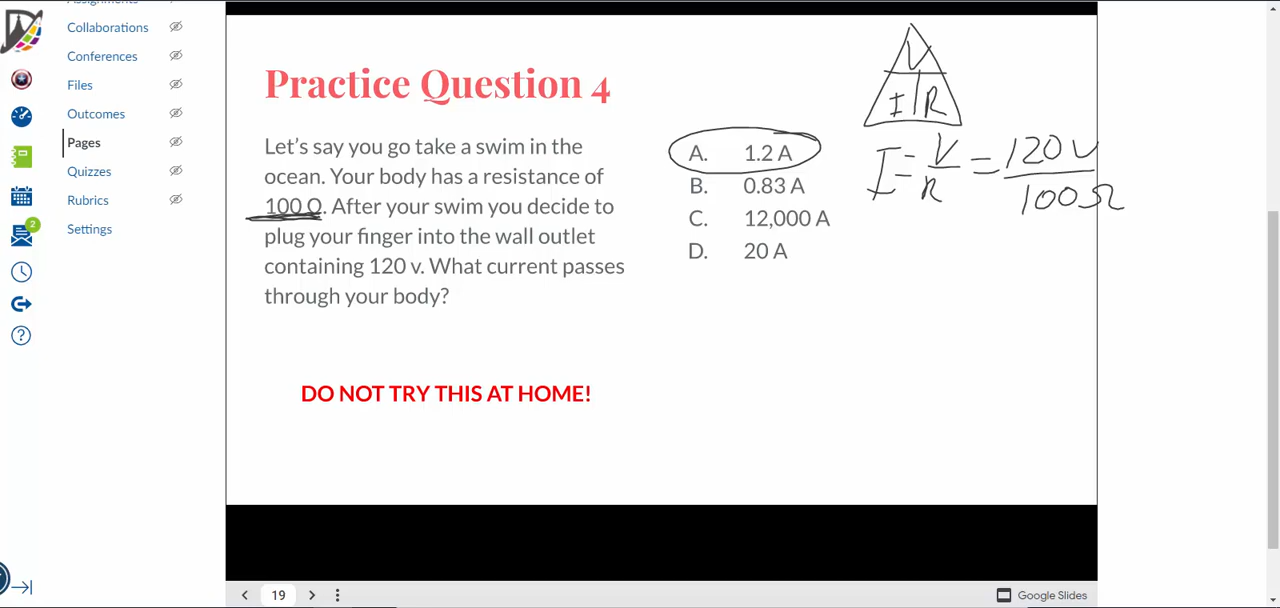 Collaborations
Conferences
Files
Outcomes
Pages
Quizzes
Rubrics
2
Settings
Practice Question 4
Let's say you go take a swim in the
ocean. Your body has a resistance of
100 Ω. After your swim you decide to
plug your finger into the wall outlet
containing 120 v. What current passes
through your body?
DO NOT TRY THIS AT HOME!
A. 1.2 A
B. 0.83 A
C. 12,000 A
D. 20 A
V
I R
I = V/R = 120 V/100Ω
19
Google Slides